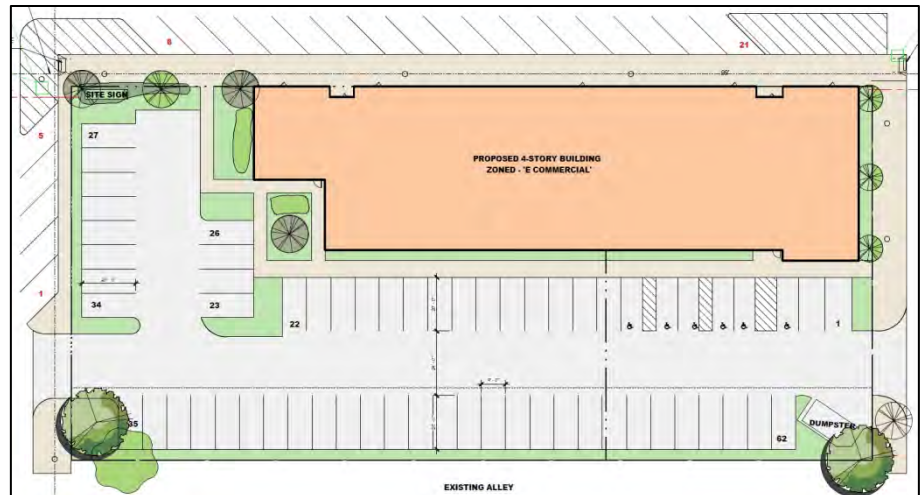 6
21
SITE SIGN
27
5
PROPOSED 4-STORY BUILDING
ZONED - 'E COMMERCIAL'
26
1
34
23
22
1
35
62
DUMPSTER
EXISTING ALLEY